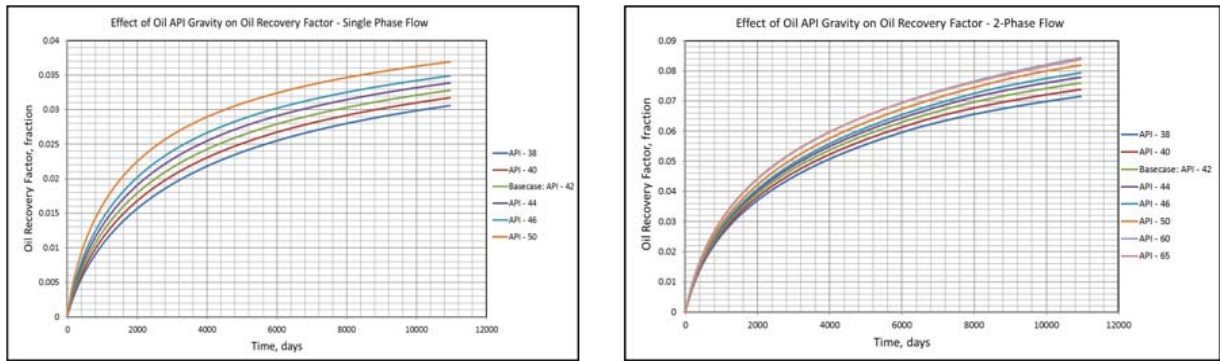 Effect of Oil API Gravity on Oil Recovery Factor - Single Phase Flow
0.04
0.035
0.03
0.025
0.02
0.015
0.01
0.005
0
Oil Recovery Factor, fraction
0 2000 4000 6000 8000 10000 12000
Time, days
API - 38
API - 40
Basecase: API - 42
API - 44
API - 46
API - 50
Effect of Oil API Gravity on Oil Recovery Factor - 2-Phase Flow
0.09
0.08
0.07
0.06
0.05
0.04
0.03
0.02
0.01
0
Oil Recovery Factor, fraction
0 2000 4000 6000 8000 10000 12000
Time, days
API - 38
API - 40
Basecase: API - 42
API - 44
API - 46
API - 50
API - 60
API - 65